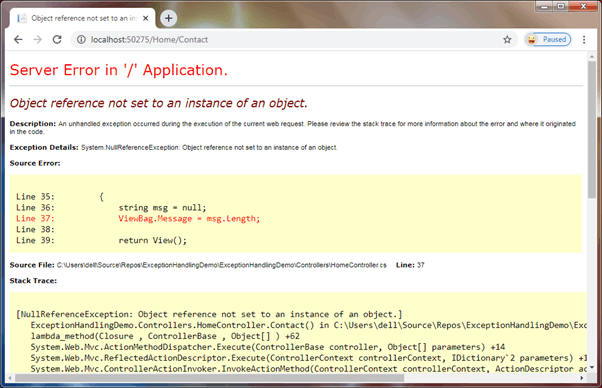 Object reference not set to an in
localhost:50275/Home/Contact
Paused
Server Error in '/' Application.
Object reference not set to an instance of an object.
Description: An unhandled exception occurred during the execution of the current web request. Please review the stack trace for more information about the error and where it originated
in the code.
Exception Details: System.NullReferenceException: Object reference not set to an instance of an object.
Source Error:
Line 35: {
Line 36: string msg = null;
Line 37: ViewBag.Message = msg.Length;
Line 38:
Line 39: return View();
Source File: C:\Users\dell\Source\Repos\ExceptionHandlingDemo\ExceptionHandlingDemo\Controllers\HomeController.cs Line: 37
Stack Trace:
[NullReferenceException: Object reference not set to an instance of an object.]
ExceptionHandlingDemo.Controllers.HomeController.Contact() in C:\Users\dell\Source\Repos\ExceptionHandlingDemo\Exc
lambda_method(Closure , ControllerBase , Object[] ) +62
System.Web.Mvc.ActionMethodDispatcher.Execute(ControllerBase controller, Object[] parameters) +14
System.Web.Mvc.ReflectedActionDescriptor.Execute(ControllerContext controllerContext, IDictionary`2 parameters) +1
System.Web.Mvc.ControllerActionInvoker.InvokeActionMethod(ControllerContext controllerContext, ActionDescriptor ac